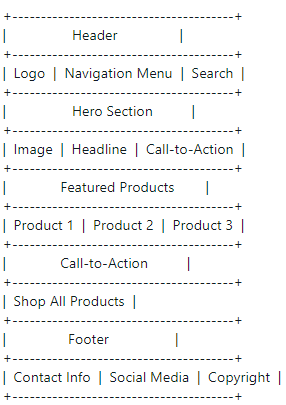 +---------------------------------------+
| Header |
+---------------------------------------+
| Logo | Navigation Menu | Search |
+---------------------------------------+
| Hero Section |
+---------------------------------------+
| Image | Headline | Call-to-Action |
+---------------------------------------+
| Featured Products |
+---------------------------------------+
| Product 1 | Product 2 | Product 3 |
+---------------------------------------+
| Call-to-Action |
+---------------------------------------+
| Shop All Products |
+---------------------------------------+
| Footer |
+---------------------------------------+
| Contact Info | Social Media | Copyright |
+---------------------------------------+